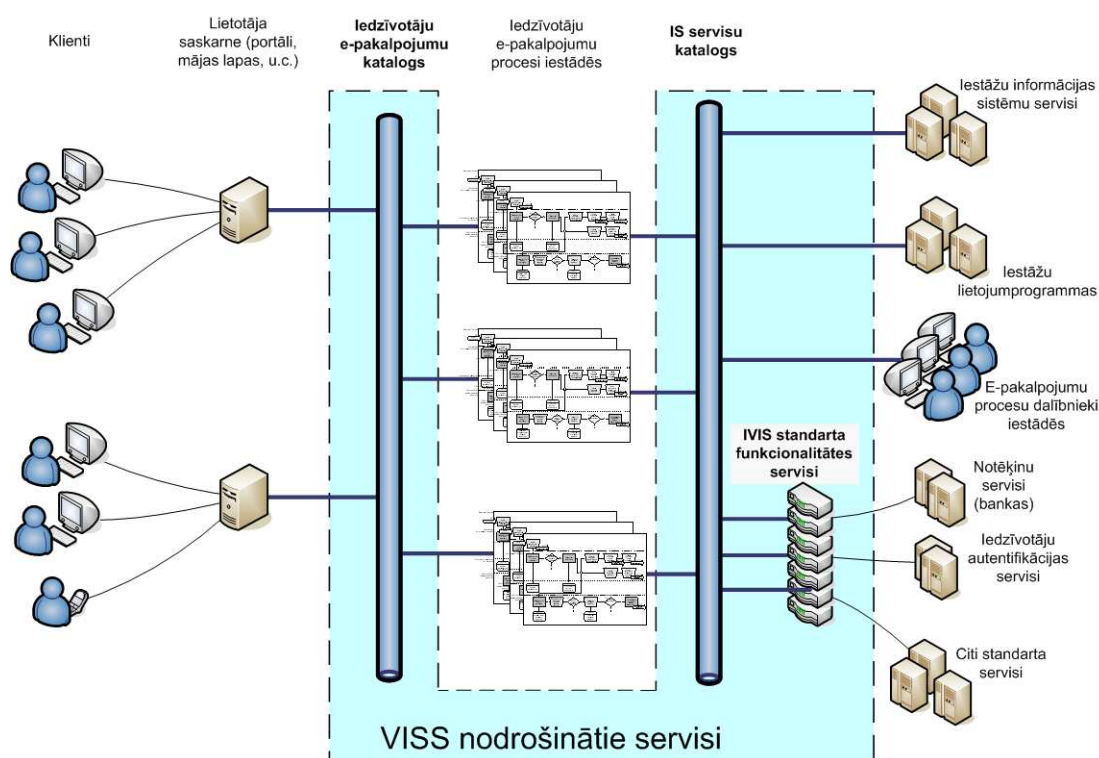 Klienti
Lietotāja
saskarne (portāli,
mājas lapas, u.c.)
Iedzīvotāju
e-pakalpojumu
katalogs
Iedzīvotāju
e-pakalpojumu
procesi iestādēs
IS servisu
katalogs
Iestāžu informācijas
sistēmu servisi
Iestāžu
lietojumprogrammas
E-pakalpojumu
procesu dalībnieki
iestādēs
IVIS standarta
funkcionalitātes
servisi
Notēķinu
servisi
(bankas)
Iedzīvotāju
autentifikācijas
servisi
Citi standarta
servisi
VISS nodrošinātie servisi